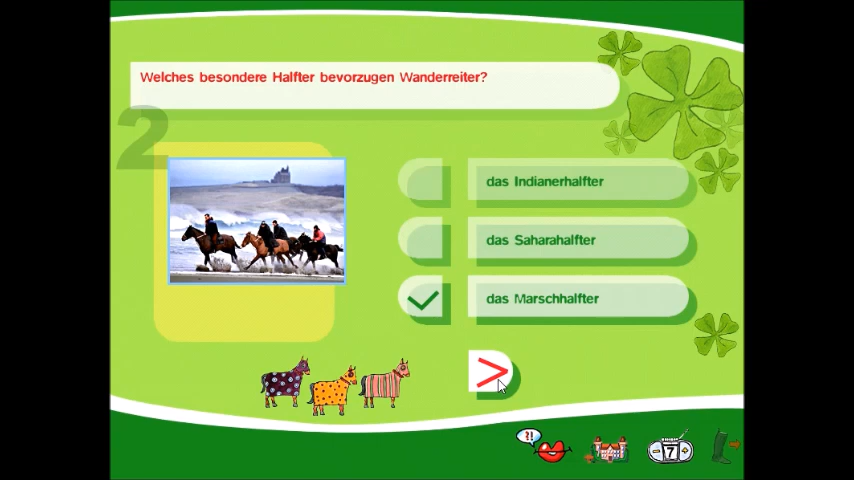 Welches besondere Halfter bevorzugen Wanderreiter?
2
das Indianerhalfter
das Saharahalfter
das Marschhalfter
>
?!
- 7 +